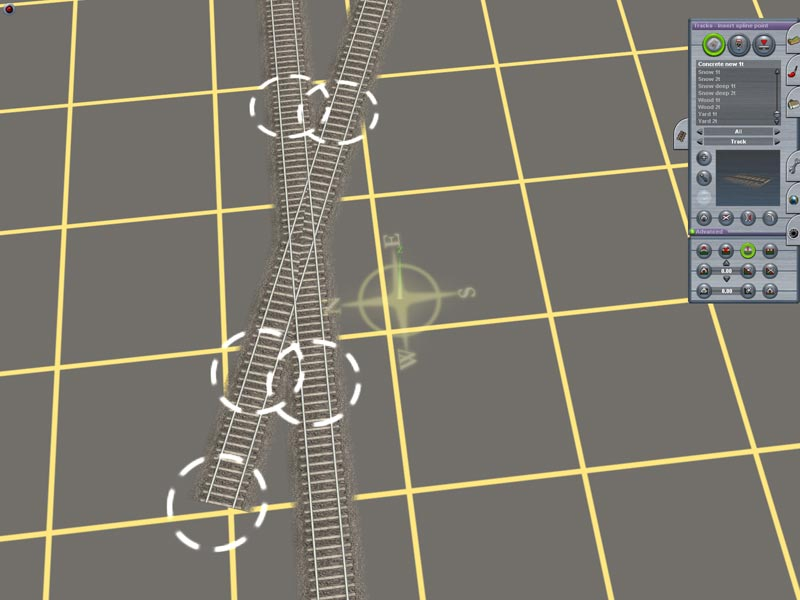 Tracks - Insert spline point
Concrete new 1t
Snow 1t
Snow 2t
Snow deep 1t
Snow deep 2t
Wood 1t
Wood 2t
Yard 1t
Yard 2t
All
Track
Advanced
0.00
0.00
E
Z
N
S
W